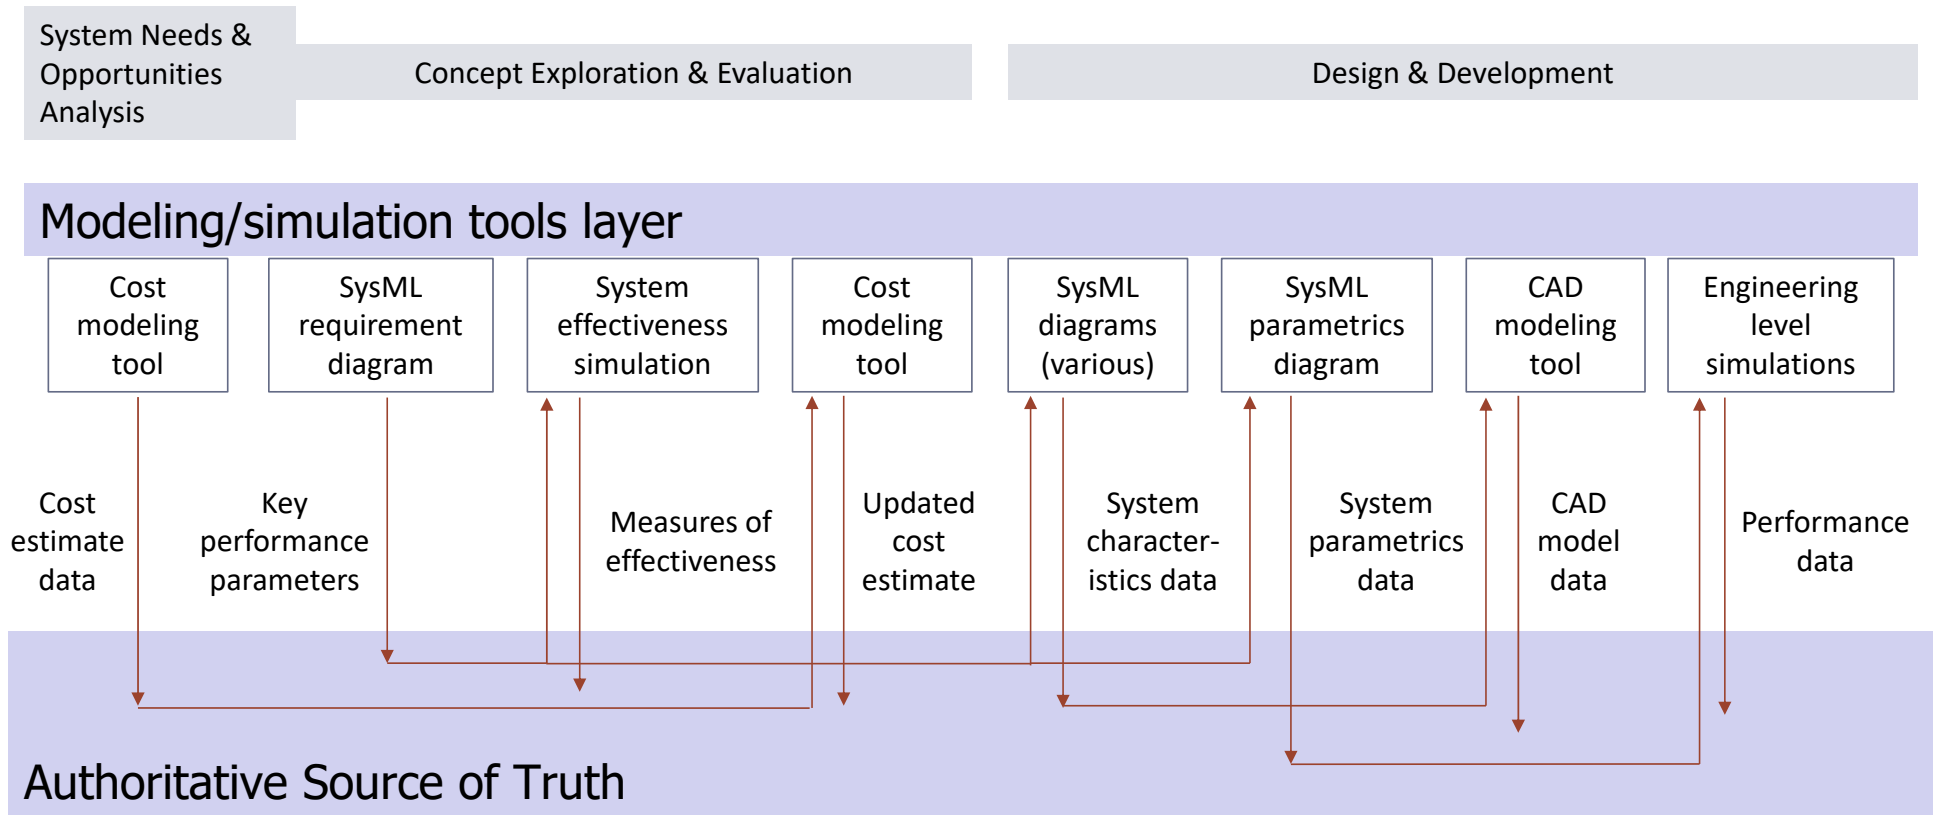 System Needs &
Opportunities
Analysis
Concept Exploration & Evaluation
Design & Development
Modeling/simulation tools layer
Cost
modeling
tool
SysML
requirement
diagram
System
effectiveness
simulation
Cost
modeling
tool
SysML
diagrams
(various)
SysML
parametrics
diagram
CAD
modeling
tool
Engineering
level
simulations
Cost
estimate
data
Key
performance
parameters
Measures of
effectiveness
Updated
cost
estimate
System
character-
istics data
System
parametrics
data
CAD
model
data
Performance
data
Authoritative Source of Truth